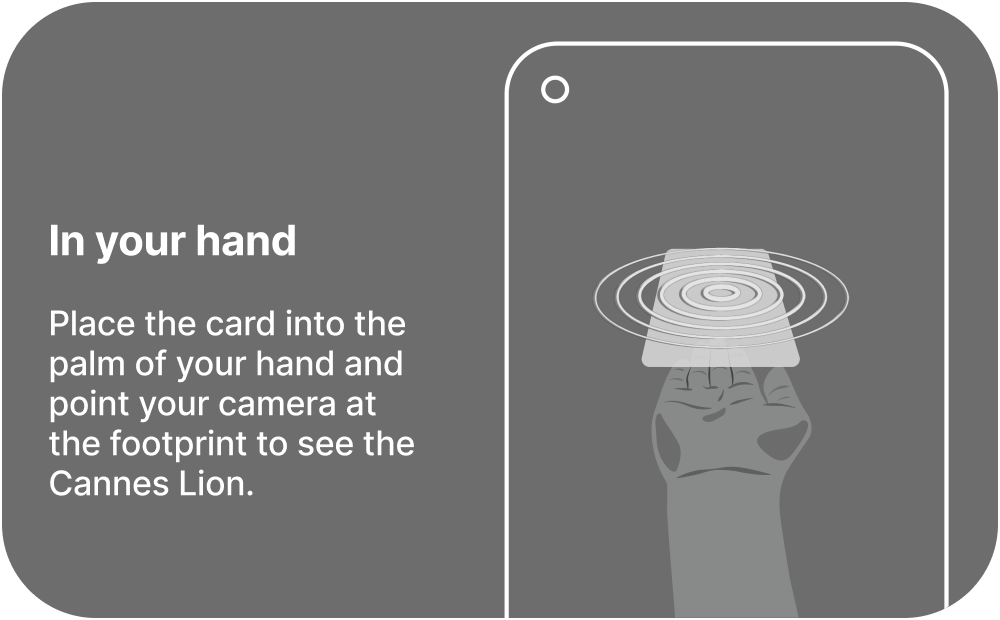 In your hand
Place the card into the
palm of your hand and
point your camera at
the footprint to see the
Cannes Lion.